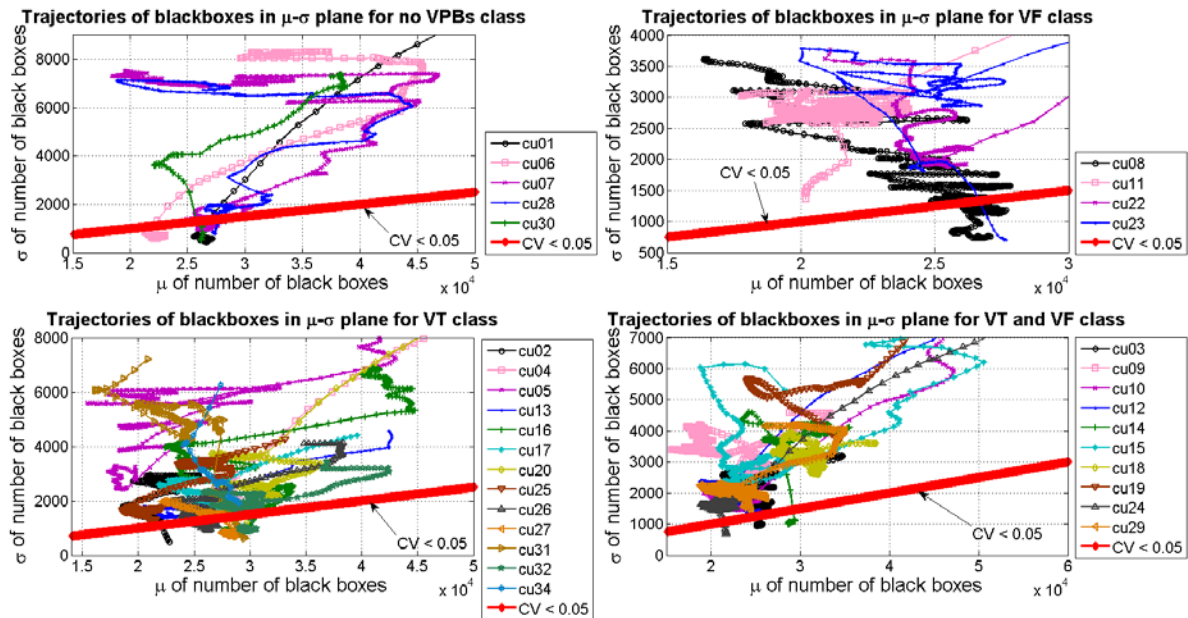 Trajectories of blackboxes in μ-σ plane for no VPBs class
σ of number of black boxes
8000
6000
4000
2000
0
1.5
2
2.5
3
3.5
4
4.5
5
x 10⁴
μ of number of black boxes
CV < 0.05
cu01
cu06
cu07
cu28
cu30
CV < 0.05
Trajectories of blackboxes in μ-σ plane for VF class
σ of number of black boxes
4000
3500
3000
2500
2000
1500
1000
500
1.5
2
2.5
3
x 10⁴
μ of number of black boxes
CV < 0.05
cu08
cu11
cu22
cu23
CV < 0.05
Trajectories of blackboxes in μ-σ plane for VT class
σ of number of black boxes
8000
6000
4000
2000
0
1.5
2
2.5
3
3.5
4
4.5
5
x 10⁴
μ of number of black boxes
CV < 0.05
cu02
cu04
cu05
cu13
cu16
cu17
cu20
cu25
cu26
cu27
cu31
cu32
cu34
CV < 0.05
Trajectories of blackboxes in μ-σ plane for VT and VF class
σ of number of black boxes
7000
6000
5000
4000
3000
2000
1000
2
3
4
5
6
x 10⁴
μ of number of black boxes
CV < 0.05
cu03
cu09
cu10
cu12
cu14
cu15
cu18
cu19
cu24
cu29
CV < 0.05